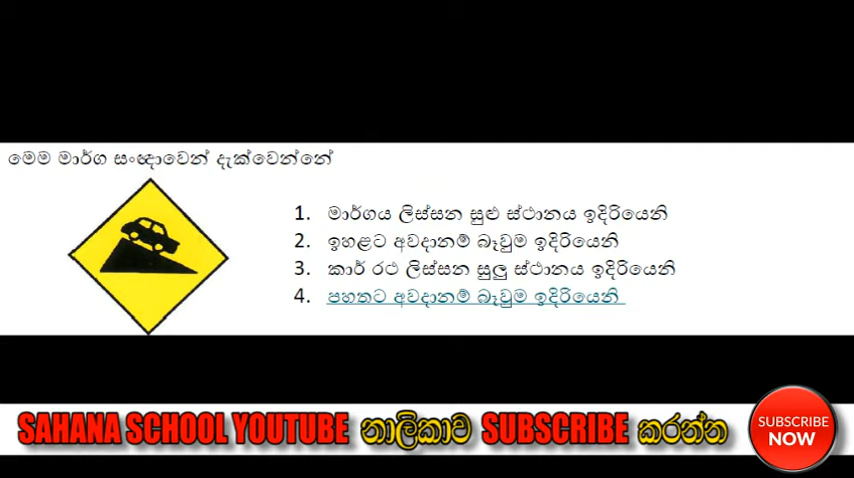 මෙම මාර්ග සංඥාවෙන් දැක්වෙන්නේ
1. මාර්ගය ලිස්සන සුළු ස්ථානය ඉදිරියෙනි
2. ඉහළට අවදානම් බෑවුම ඉදිරියෙනි
3. කාර් රථ ලිස්සන සුලු ස්ථානය ඉදිරියෙනි
4. පහතට අවදානම් බෑවුම ඉදිරියෙනි
SAHANA SCHOOL YOUTUBE නාලිකාව SUBSCRIBE කරන්න
SUBSCRIBE
NOW